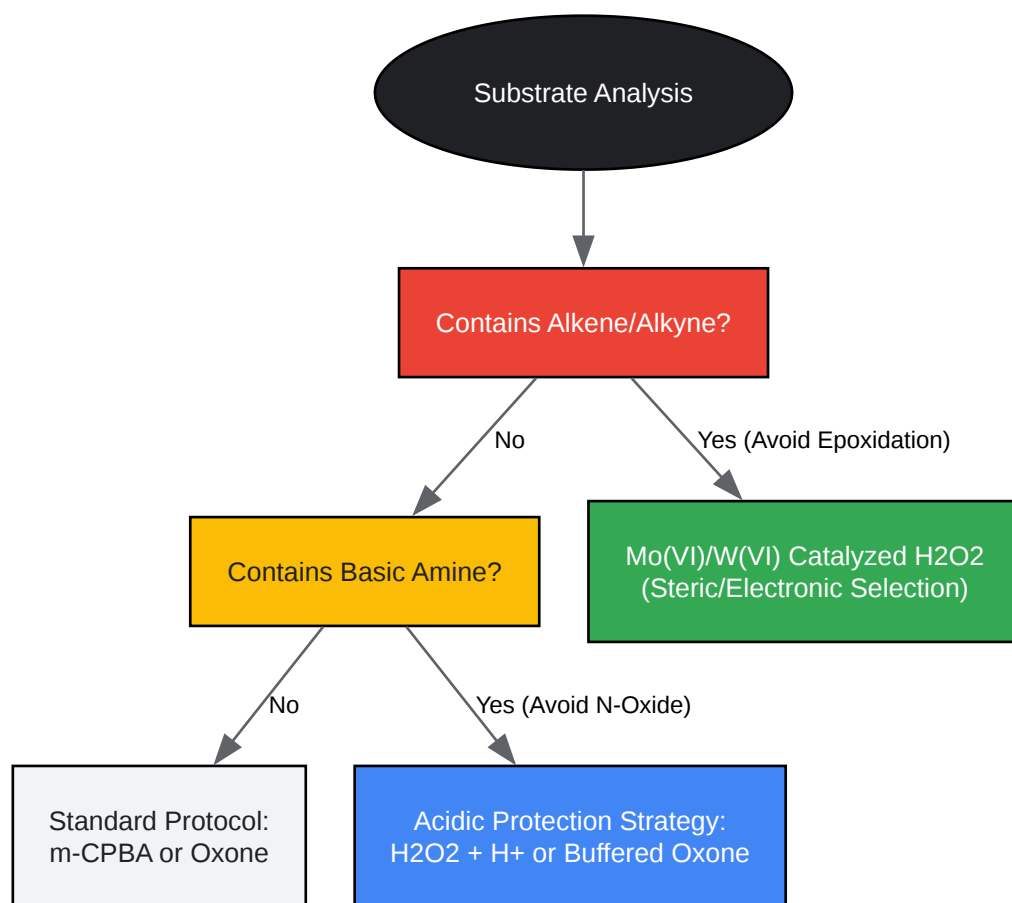 Substrate Analysis
Contains Alkene/Alkyne?
No
Yes (Avoid Epoxidation)
Contains Basic Amine?
Mo(VI)/W(VI) Catalyzed H2O2
(Steric/Electronic Selection)
No
Yes (Avoid N-Oxide)
Standard Protocol:
m-CPBA or Oxone
Acidic Protection Strategy:
H2O2 + H+ or Buffered Oxone